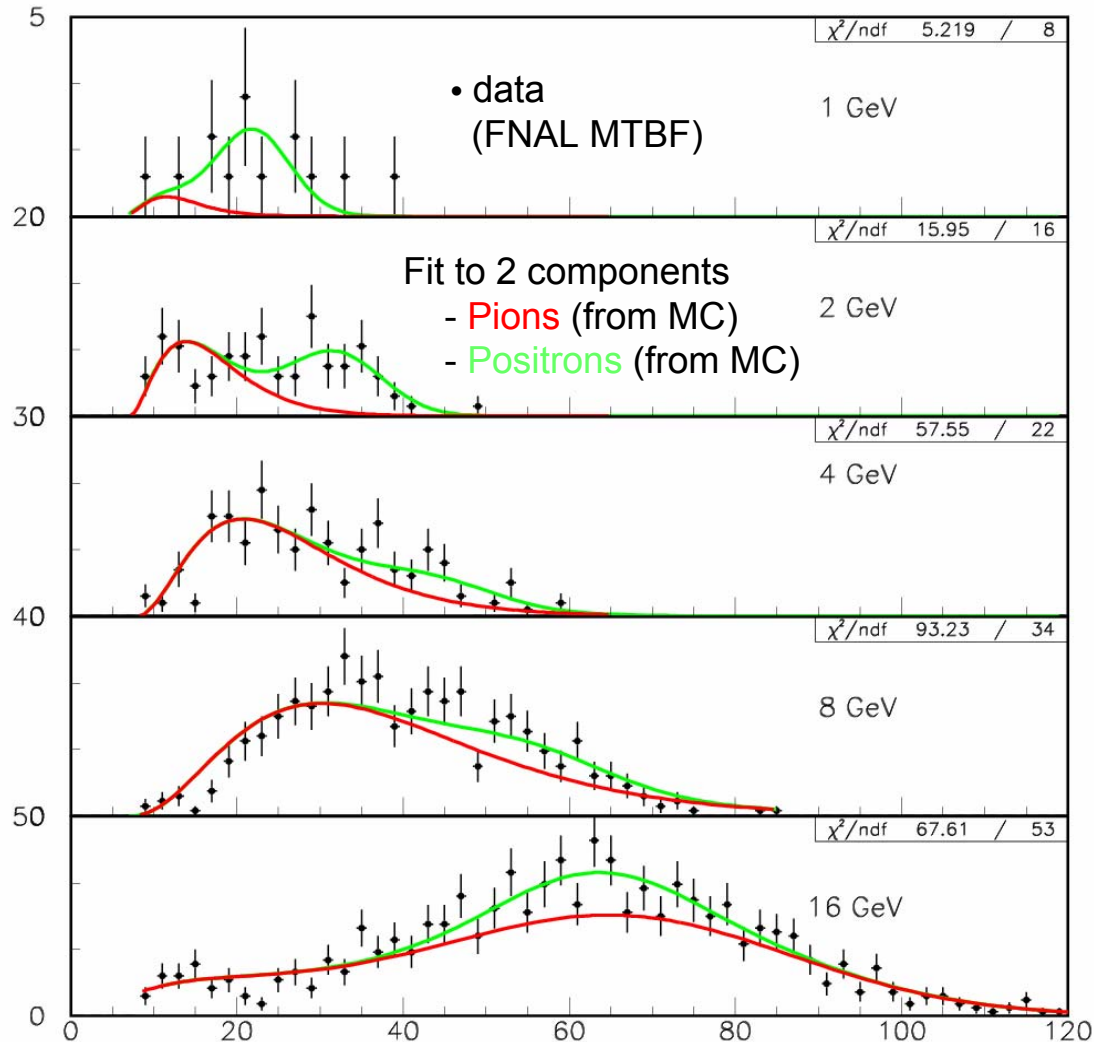 5
χ²/ndf 5.219 / 8
• data
(FNAL MTBF)
1 GeV
20
χ²/ndf 15.95 / 16
Fit to 2 components
- Pions (from MC)
- Positrons (from MC)
2 GeV
30
χ²/ndf 57.55 / 22
4 GeV
40
χ²/ndf 93.23 / 34
8 GeV
50
χ²/ndf 67.61 / 53
16 GeV
0
0 20 40 60 80 100 120